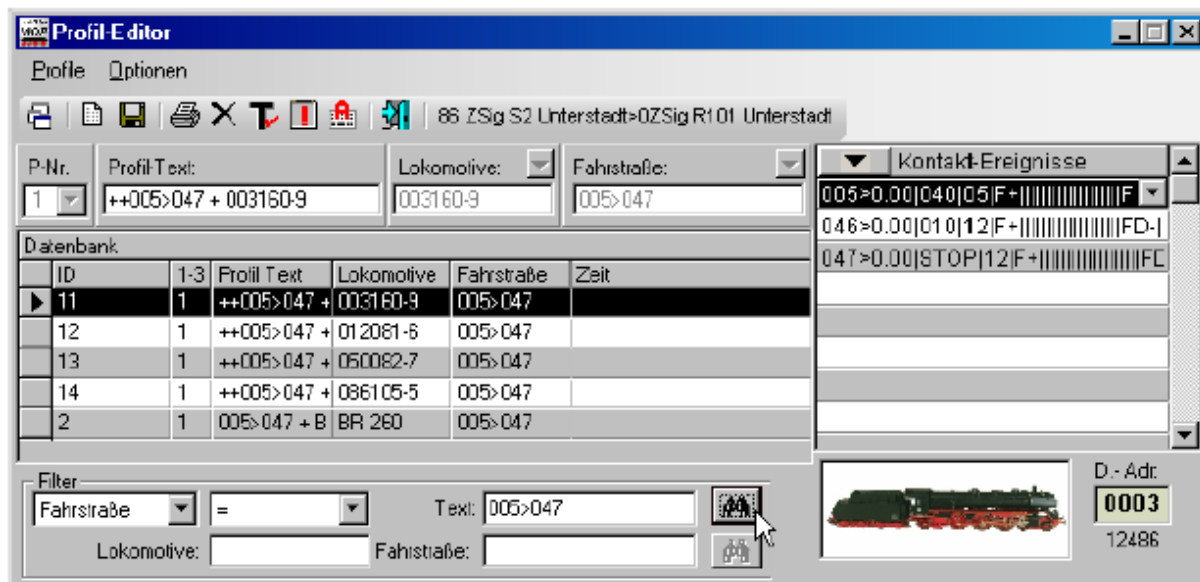 Profil-Editor
Profile Optionen
86 ZSig S2 Unterstadt>0ZSig R101 Unterstadt
P-Nr. Profil-Text: Lokomotive: Fahrstraße:
1 ++005>047 + 003160-9 003160-9 005>047
Kontakt-Ereignisse
005>0.00|040|05|F+||||||||||||||||||F
046>0.00|010|12|F+||||||||||||||||||FD-|
047>0.00|STOP|12|F+||||||||||||||||||FD
Datenbank
ID 1-3 Profil Text Lokomotive Fahrstraße Zeit
11 1 ++005>047 + 003160-9 005>047
12 1 ++005>047 + 012081-6 005>047
13 1 ++005>047 + 050082-7 005>047
14 1 ++005>047 + 086105-5 005>047
2 1 005>047 + B BR 260 005>047
Filter
Fahrstraße = Text: 005>047
Lokomotive: Fahrstraße:
D.- Adr.
0003
12486